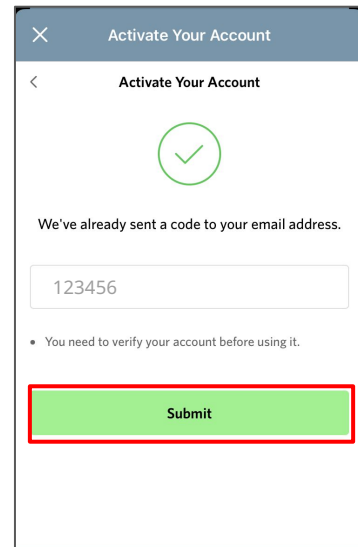 Activate Your Account
Activate Your Account
We've already sent a code to your email address.
123456
You need to verify your account before using it.
Submit